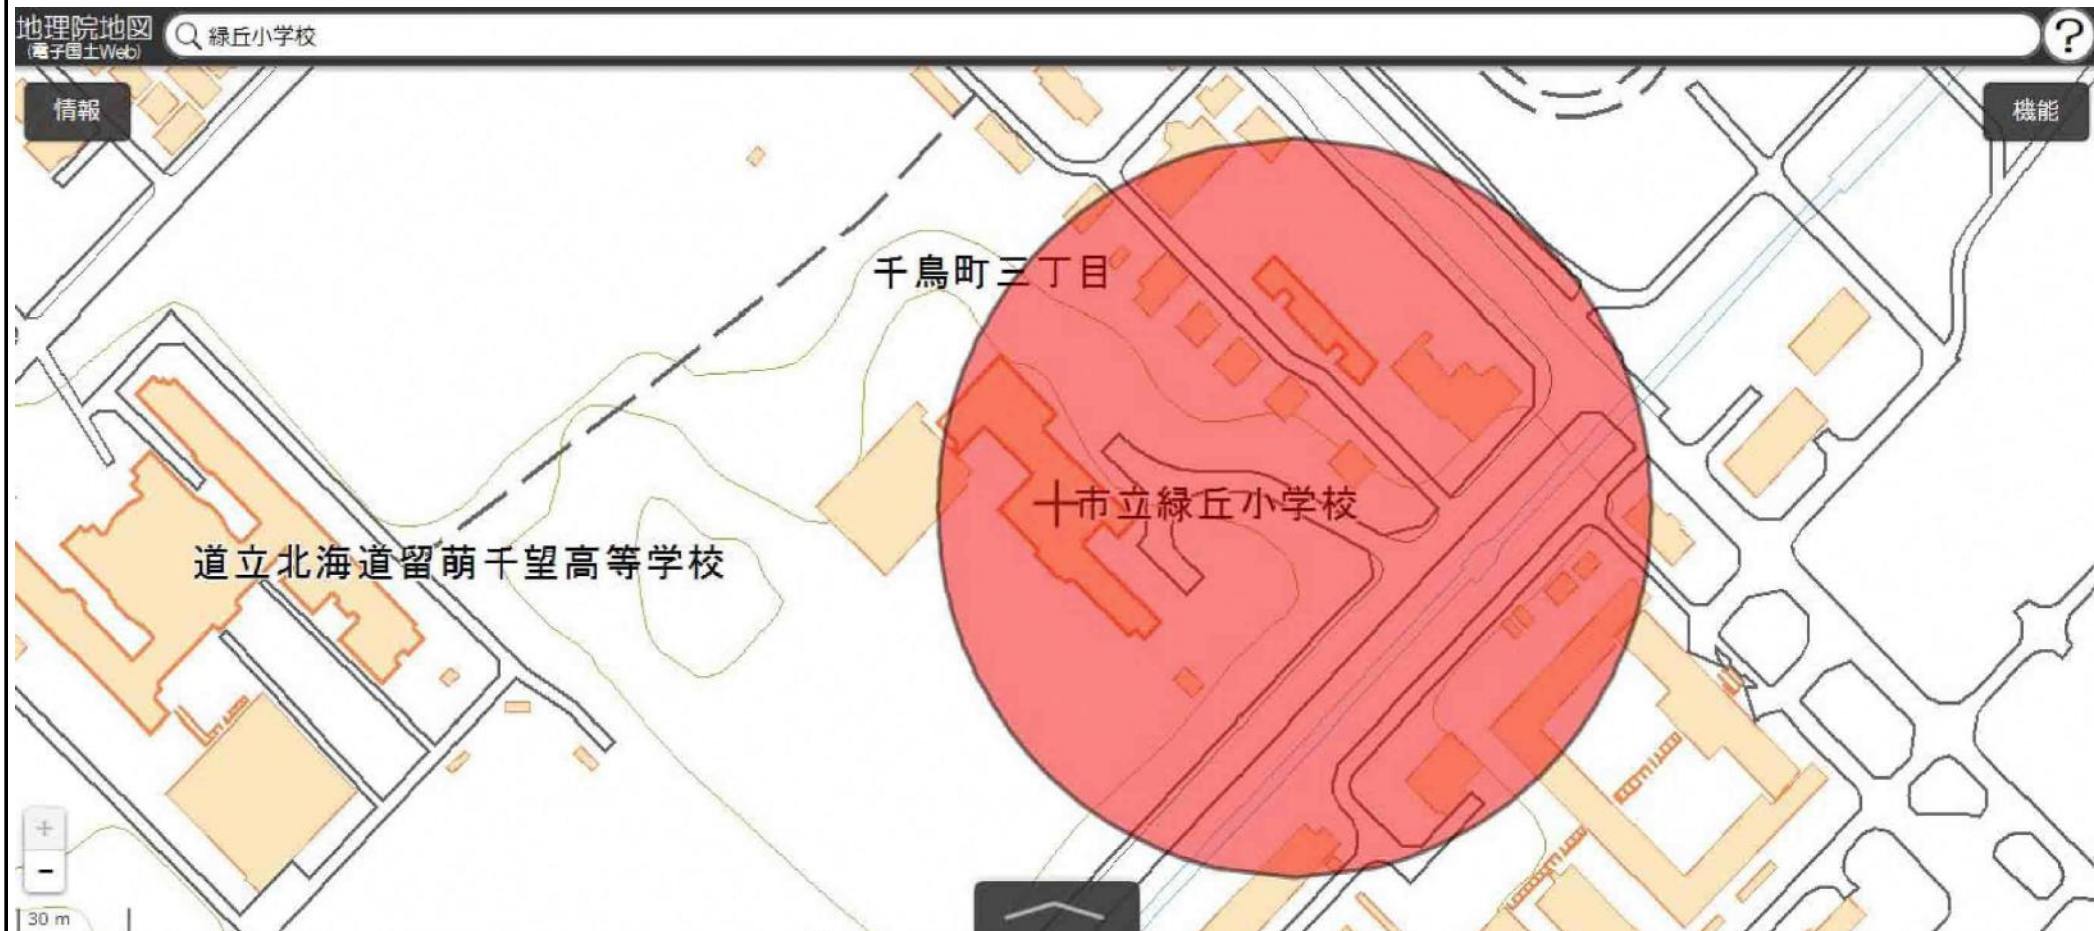 地理院地図
(電子国土Web)
緑丘小学校
?
情報
機能
千鳥町三丁目
市立緑丘小学校
道立北海道留萌千望高等学校
+
-
30 m